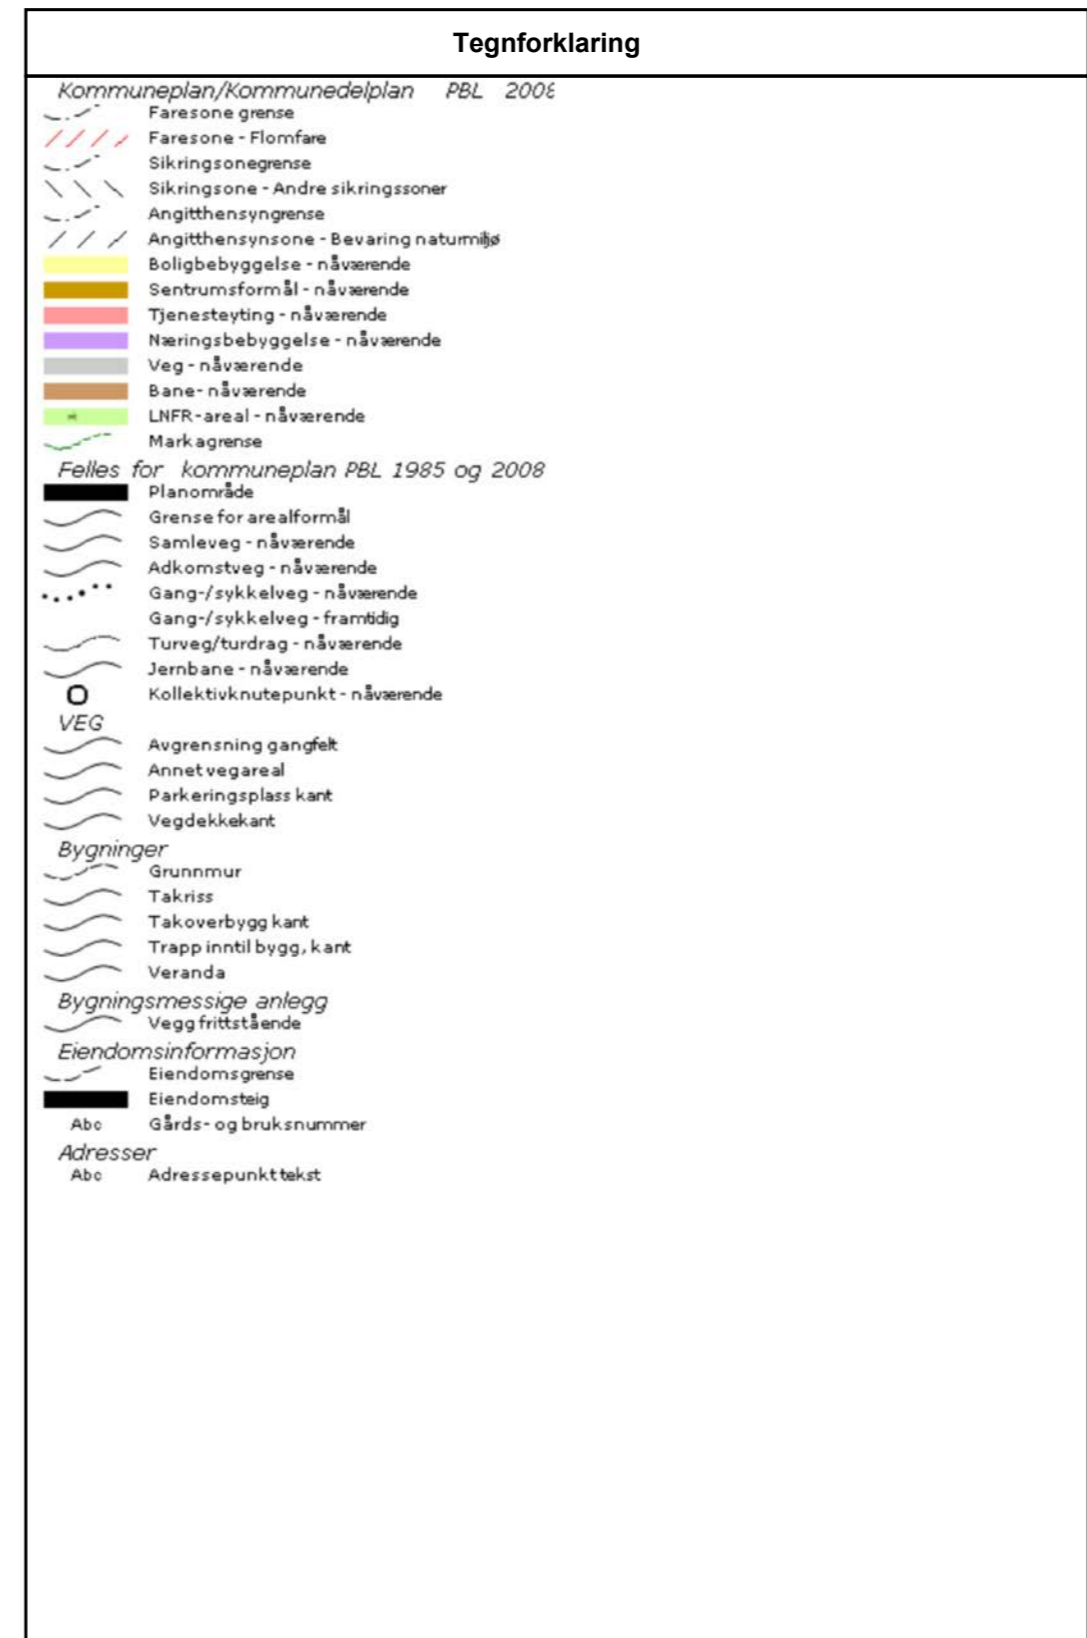 Tegnforklaring
Kommuneplan/Kommunedelplan PBL 2008
Faresone grense
Faresone - Flomfare
Sikringsonegrense
Sikringsone - Andre sikringssoner
Angitthensyngrense
Angitthensynsone - Bevaring naturmiljø
Boligbebyggelse - nåværende
Sentrumsformål - nåværende
Tjenesteyting - nåværende
Næringsbebyggelse - nåværende
Veg - nåværende
Bane - nåværende
LNFR-areal - nåværende
Markagrense
Felles for kommuneplan PBL 1985 og 2008
Planområde
Grense for arealformål
Samleveg - nåværende
Adkomstveg - nåværende
Gang-/sykkelveg - nåværende
Gang-/sykkelveg - framtidig
Turveg/turdrag - nåværende
Jernbane - nåværende
Kollektivknutepunkt - nåværende
VEG
Avgrensning gangfelt
Annet vegareal
Parkeringsplass kant
Vegdekkekant
Bygninger
Grunnmur
Takriss
Takoverbygg kant
Trapp inntil bygg, kant
Veranda
Bygningsmessige anlegg
Vegg frittstående
Eiendomsinformasjon
Eiendomsgrense
Eiendomsteig
Abc Gårds- og bruksnummer
Adresser
Abc Adressepunkt tekst